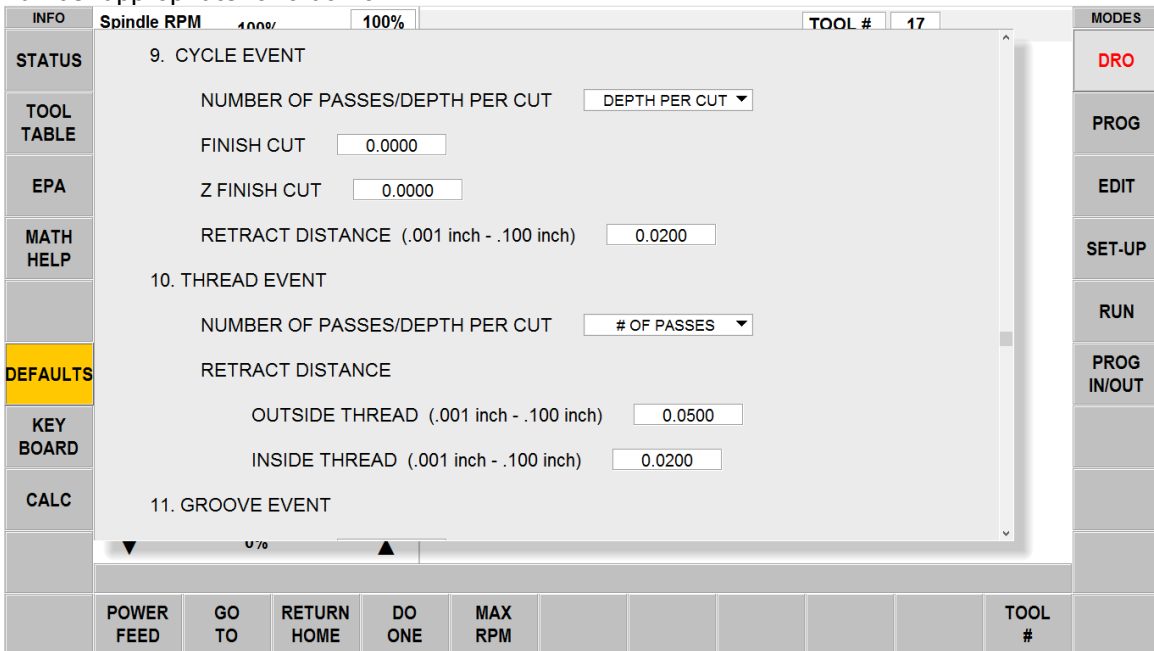 INFO
Spindle RPM 100% 100%
TOOL # 17
MODES
STATUS
TOOL
TABLE
EPA
MATH
HELP
DEFAULTS
KEY
BOARD
CALC
9. CYCLE EVENT
NUMBER OF PASSES/DEPTH PER CUT DEPTH PER CUT
FINISH CUT 0.0000
Z FINISH CUT 0.0000
RETRACT DISTANCE (.001 inch - .100 inch) 0.0200
10. THREAD EVENT
NUMBER OF PASSES/DEPTH PER CUT # OF PASSES
RETRACT DISTANCE
OUTSIDE THREAD (.001 inch - .100 inch) 0.0500
INSIDE THREAD (.001 inch - .100 inch) 0.0200
11. GROOVE EVENT
0%
DRO
PROG
EDIT
SET-UP
RUN
PROG
IN/OUT
POWER
FEED
GO
TO
RETURN
HOME
DO
ONE
MAX
RPM
TOOL
#